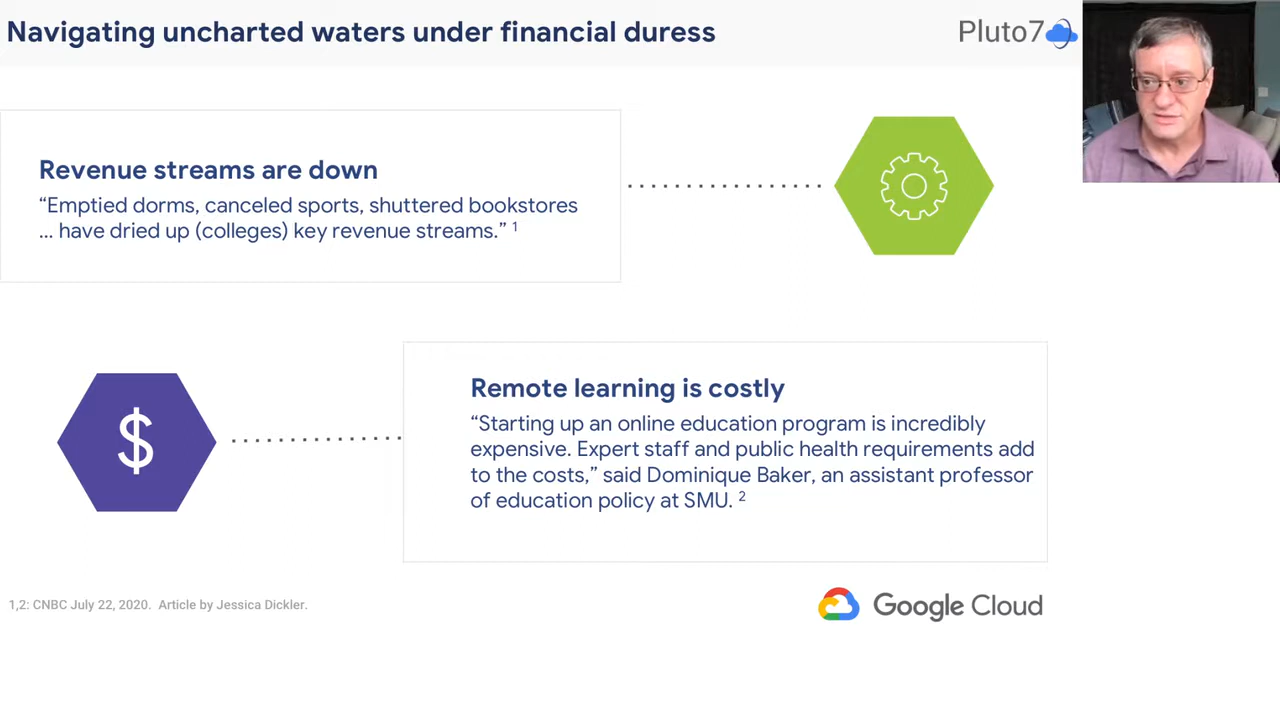 Navigating uncharted waters under financial duress
Pluto7
Revenue streams are down
“Emptied dorms, canceled sports, shuttered bookstores
... have dried up (colleges) key revenue streams.” 1
$
Remote learning is costly
“Starting up an online education program is incredibly
expensive. Expert staff and public health requirements add
to the costs,” said Dominique Baker, an assistant professor
of education policy at SMU. 2
1,2: CNBC July 22, 2020.  Article by Jessica Dickler.
Google Cloud